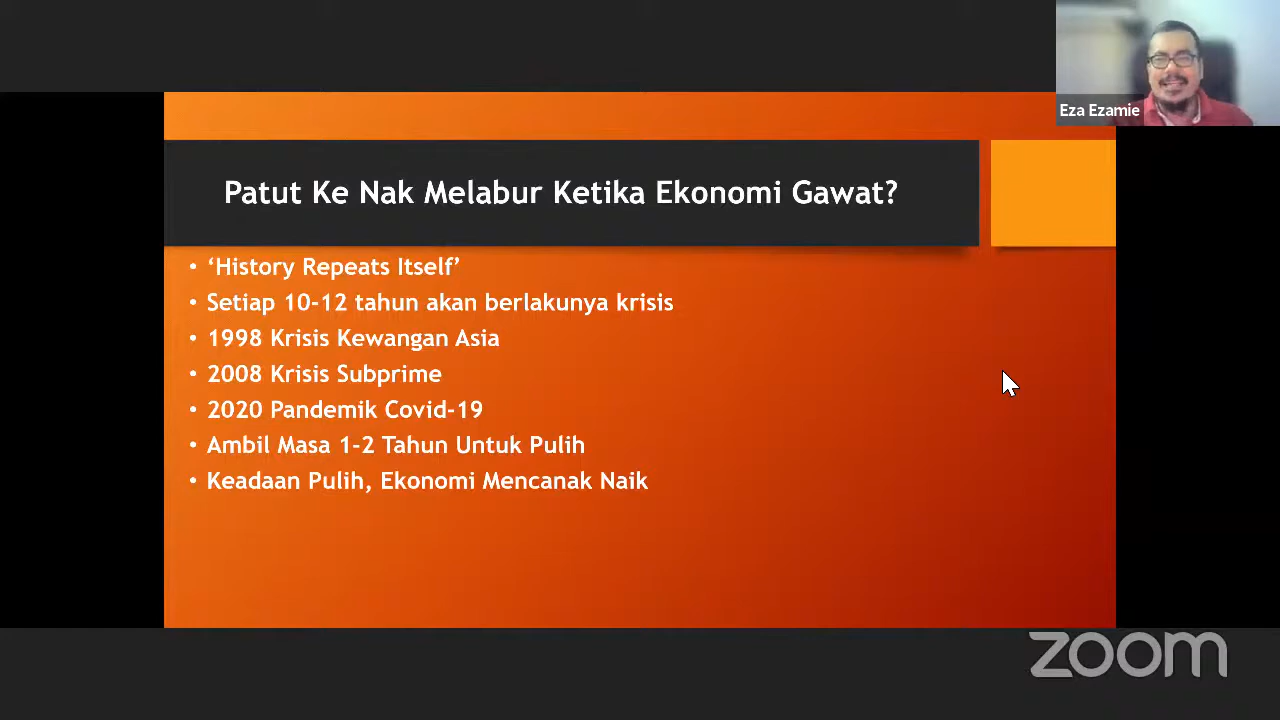 Eza Ezamie
Patut Ke Nak Melabur Ketika Ekonomi Gawat?
• ‘History Repeats Itself’
• Setiap 10-12 tahun akan berlakunya krisis
• 1998 Krisis Kewangan Asia
• 2008 Krisis Subprime
• 2020 Pandemik Covid-19
• Ambil Masa 1-2 Tahun Untuk Pulih
• Keadaan Pulih, Ekonomi Mencanak Naik
zoom